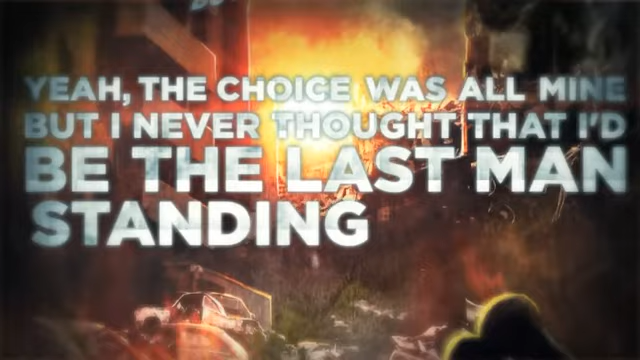 YEAH, THE CHOICE WAS ALL MINE
BUT I NEVER THOUGHT THAT I'D
BE THE LAST MAN
STANDING